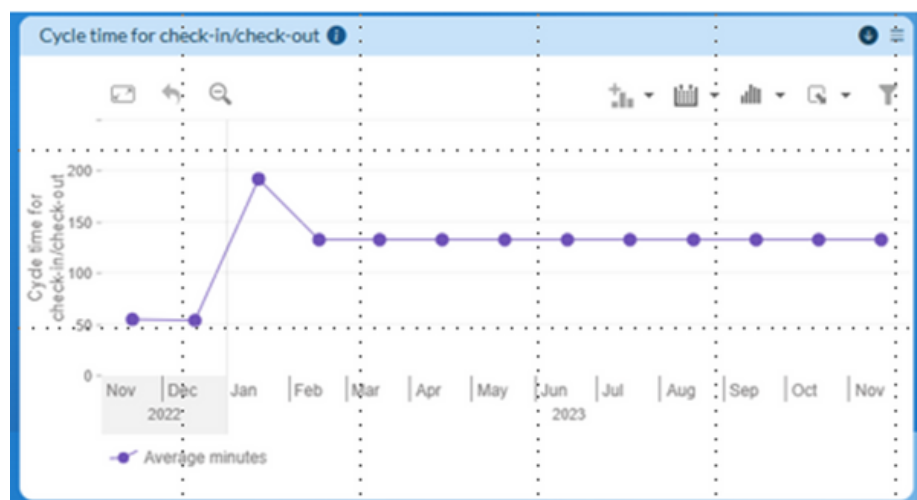 Cycle time for check-in/check-out
200
150
100
50
0
Cycle time for
check-in/check-out
Nov Dec Jan Feb Mar Apr May Jun Jul Aug Sep Oct Nov
2022 2023
Average minutes